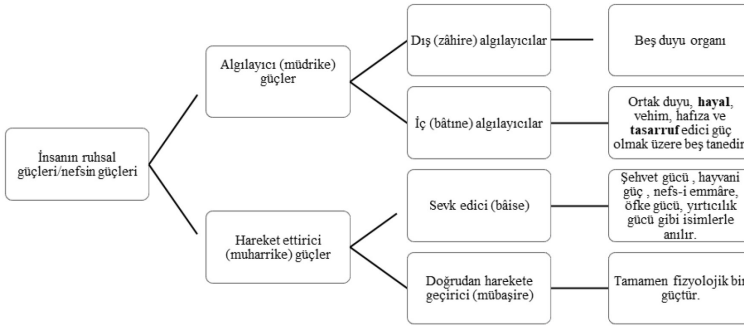 İnsanın ruhsal
güçleri/nefsin güçleri
Algılayıcı (müdrike)
güçler
Dış (zâhire) algılayıcılar
Beş duyu organı
İç (bâtıne) algılayıcılar
Ortak duyu, hayal,
vehim, hafıza ve
tasarruf edici güç
olmak üzere beş tanedir
Hareket ettirici
(muharrike) güçler
Sevk edici (bâise)
Şehvet gücü , hayvani
güç , nefs-i emmâre,
öfke gücü, yırtıcılık
gücü gibi isimlerle
anılır.
Doğrudan harekete
geçirici (mübaşire)
Tamamen fizyolojik bir
güçtür.